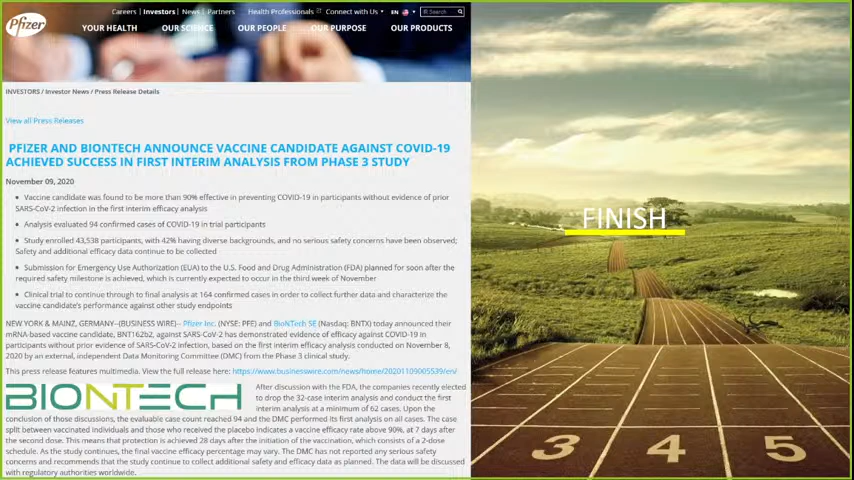 Careers | Investors | News | Partners Health Professionals Connect with Us EN Search
Pfizer
YOUR HEALTH OUR SCIENCE OUR PEOPLE OUR PURPOSE OUR PRODUCTS
INVESTORS / Investor News / Press Release Details
View all Press Releases
PFIZER AND BIONTECH ANNOUNCE VACCINE CANDIDATE AGAINST COVID-19
ACHIEVED SUCCESS IN FIRST INTERIM ANALYSIS FROM PHASE 3 STUDY
November 09, 2020
• Vaccine candidate was found to be more than 90% effective in preventing COVID-19 in participants without evidence of prior
SARS-CoV-2 infection in the first interim efficacy analysis
• Analysis evaluated 94 confirmed cases of COVID-19 in trial participants
• Study enrolled 43,538 participants, with 42% having diverse backgrounds, and no serious safety concerns have been observed;
Safety and additional efficacy data continue to be collected
• Submission for Emergency Use Authorization (EUA) to the U.S. Food and Drug Administration (FDA) planned for soon after the
required safety milestone is achieved, which is currently expected to occur in the third week of November
• Clinical trial to continue through to final analysis at 164 confirmed cases in order to collect further data and characterize the
vaccine candidate's performance against other study endpoints
NEW YORK & MAINZ, GERMANY--(BUSINESS WIRE)-- Pfizer Inc. (NYSE: PFE) and BioNTech SE (Nasdaq: BNTX) today announced their
mRNA-based vaccine candidate, BNT162b2, against SARS-CoV-2 has demonstrated evidence of efficacy against COVID-19 in
participants without prior evidence of SARS-CoV-2 infection, based on the first interim efficacy analysis conducted on November 8,
2020 by an external, independent Data Monitoring Committee (DMC) from the Phase 3 clinical study.
This press release features multimedia. View the full release here: https://www.businesswire.com/news/home/20201109005539/en/
BIONTECH
After discussion with the FDA, the companies recently elected
to drop the 32-case interim analysis and conduct the first
interim analysis at a minimum of 62 cases. Upon the
conclusion of those discussions, the evaluable case count reached 94 and the DMC performed its first analysis on all cases. The case
split between vaccinated individuals and those who received the placebo indicates a vaccine efficacy rate above 90%, at 7 days after
the second dose. This means that protection is achieved 28 days after the initiation of the vaccination, which consists of a 2-dose
schedule. As the study continues, the final vaccine efficacy percentage may vary. The DMC has not reported any serious safety
concerns and recommends that the study continue to collect additional safety and efficacy data as planned. The data will be discussed
with regulatory authorities worldwide.
FINISH
3 4 5